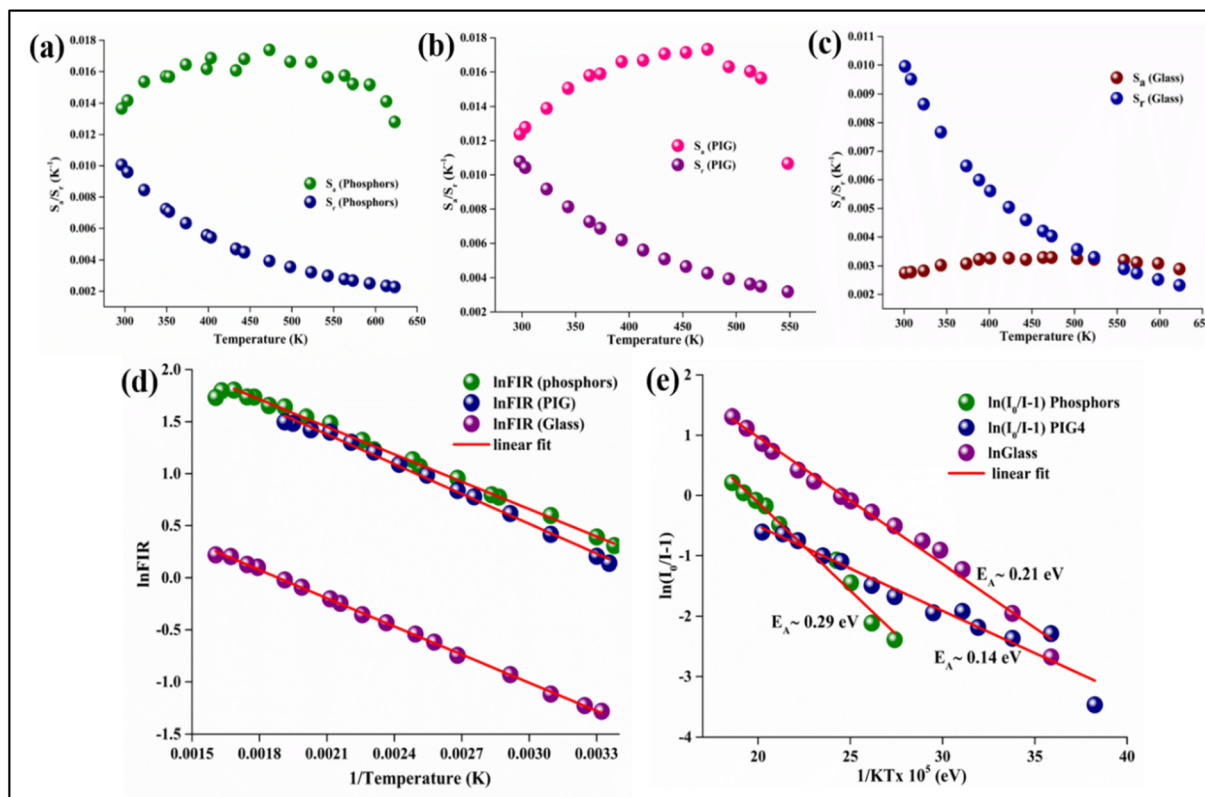 (a)
0.018
0.016
0.014
0.012
0.010
0.008
0.006
0.004
0.002
Sₐ/Sᵣ (K⁻¹)
Sₐ (Phosphors)
Sᵣ (Phosphors)
300 350 400 450 500 550 600 650
Temperature (K)
(b)
0.018
0.016
0.014
0.012
0.010
0.008
0.006
0.004
0.002
Sₐ/Sᵣ (K⁻¹)
Sₐ (PIG)
Sᵣ (PIG)
300 350 400 450 500 550
Temperature (K)
(c)
0.011
0.010
0.009
0.008
0.007
0.006
0.005
0.004
0.003
0.002
Sₐ/Sᵣ (K⁻¹)
Sₐ (Glass)
Sᵣ (Glass)
300 350 400 450 500 550 600 65
Temperature (K)
(d)
2.0
1.5
1.0
0.5
0.0
-0.5
-1.0
-1.5
lnFIR
lnFIR (phosphors)
lnFIR (PIG)
lnFIR (Glass)
linear fit
0.0015 0.0018 0.0021 0.0024 0.0027 0.0030 0.0033
1/Temperature (K)
(e)
2
1
0
-1
-2
-3
-4
ln(I₀/I-1)
ln(I₀/I-1) Phosphors
ln(I₀/I-1) PIG4
lnGlass
linear fit
E_A~ 0.21 eV
E_A~ 0.29 eV
E_A~ 0.14 eV
20 25 30 35 40
1/KTx 10⁵ (eV)